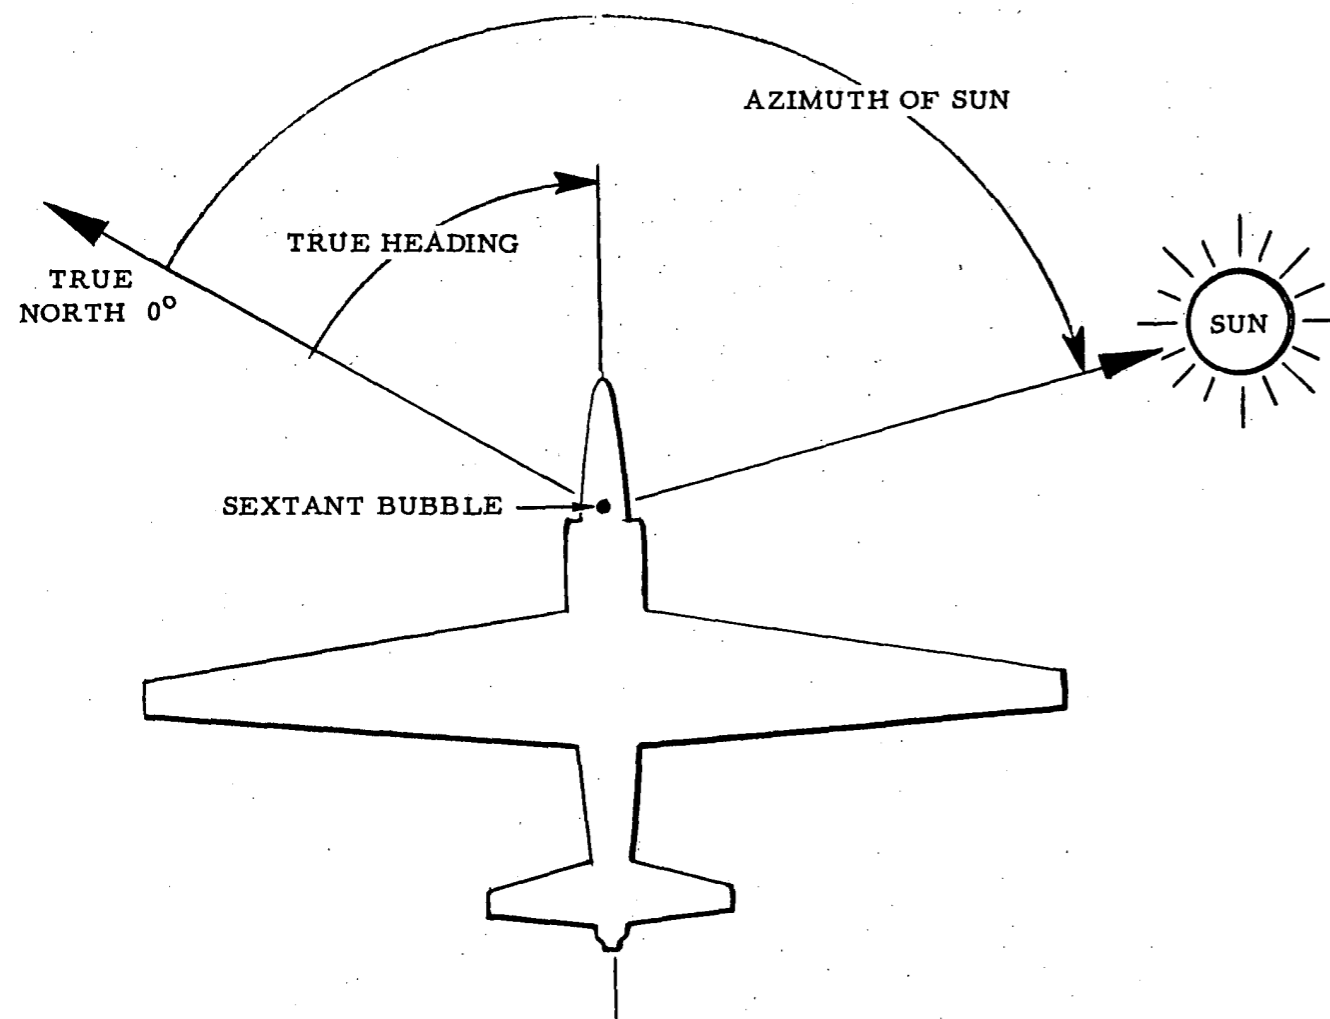 AZIMUTH OF SUN
TRUE HEADING
TRUE
NORTH 0°
SUN
SEXTANT BUBBLE